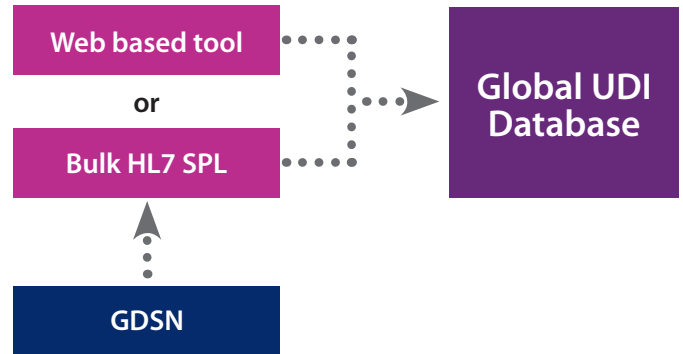 Web based tool
or
Bulk HL7 SPL
GDSN
Global UDI
Database